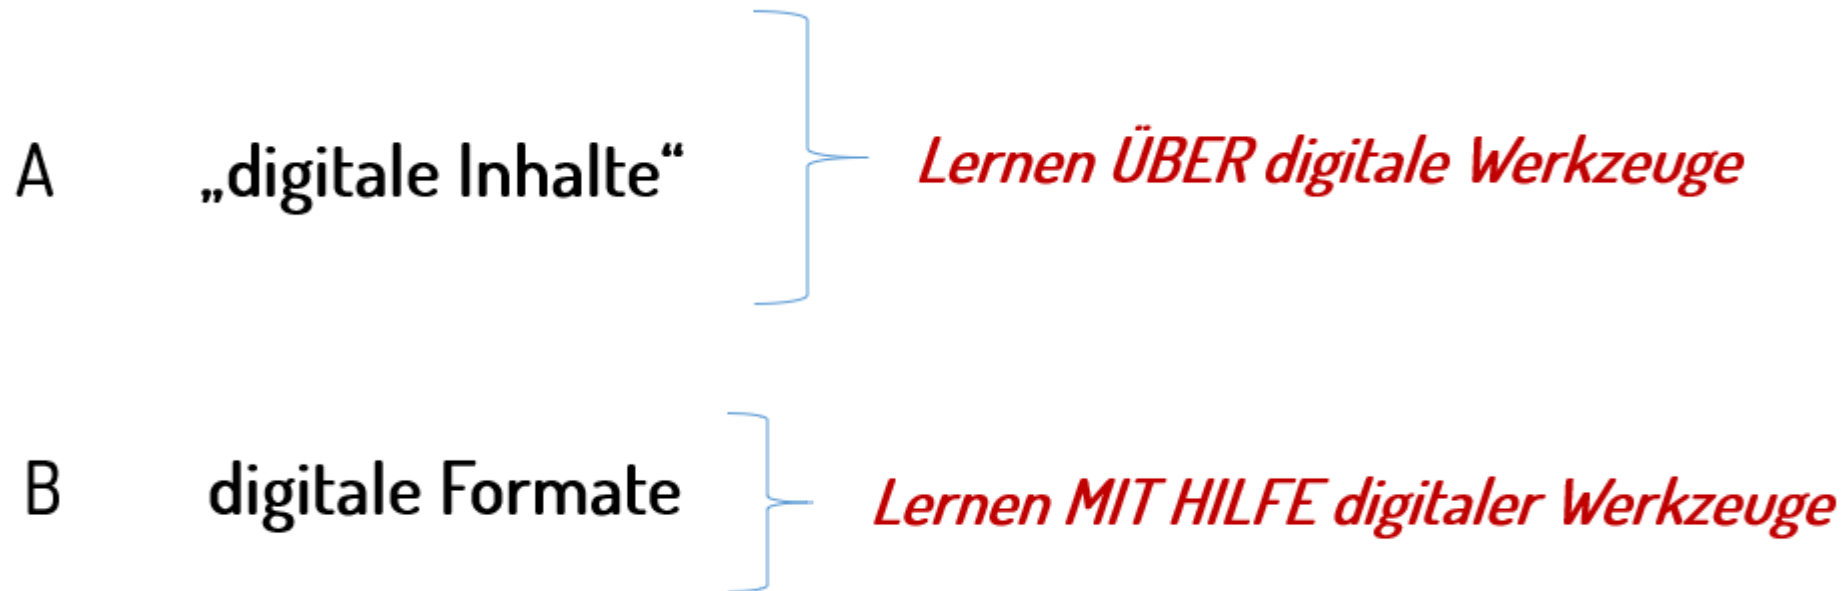 A „digitale Inhalte“ Lernen ÜBER digitale Werkzeuge
B digitale Formate Lernen MIT HILFE digitaler Werkzeuge